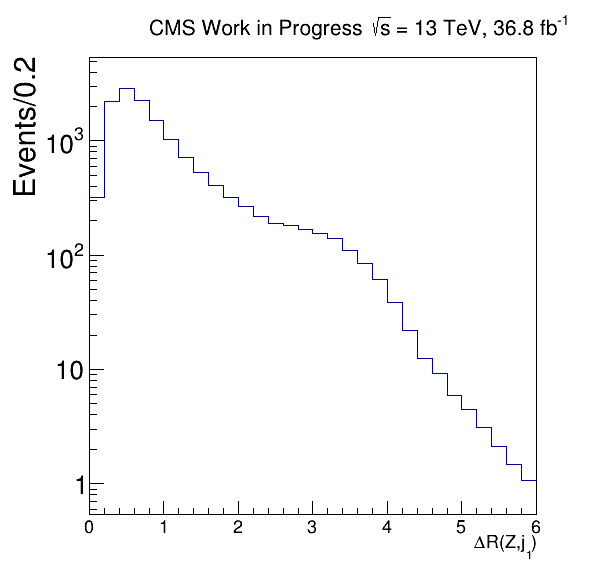 CMS Work in Progress √s = 13 TeV, 36.8 fb⁻¹
Events/0.2
10³
10²
10
1
0 1 2 3 4 5 6
ΔR(Z,j₁)